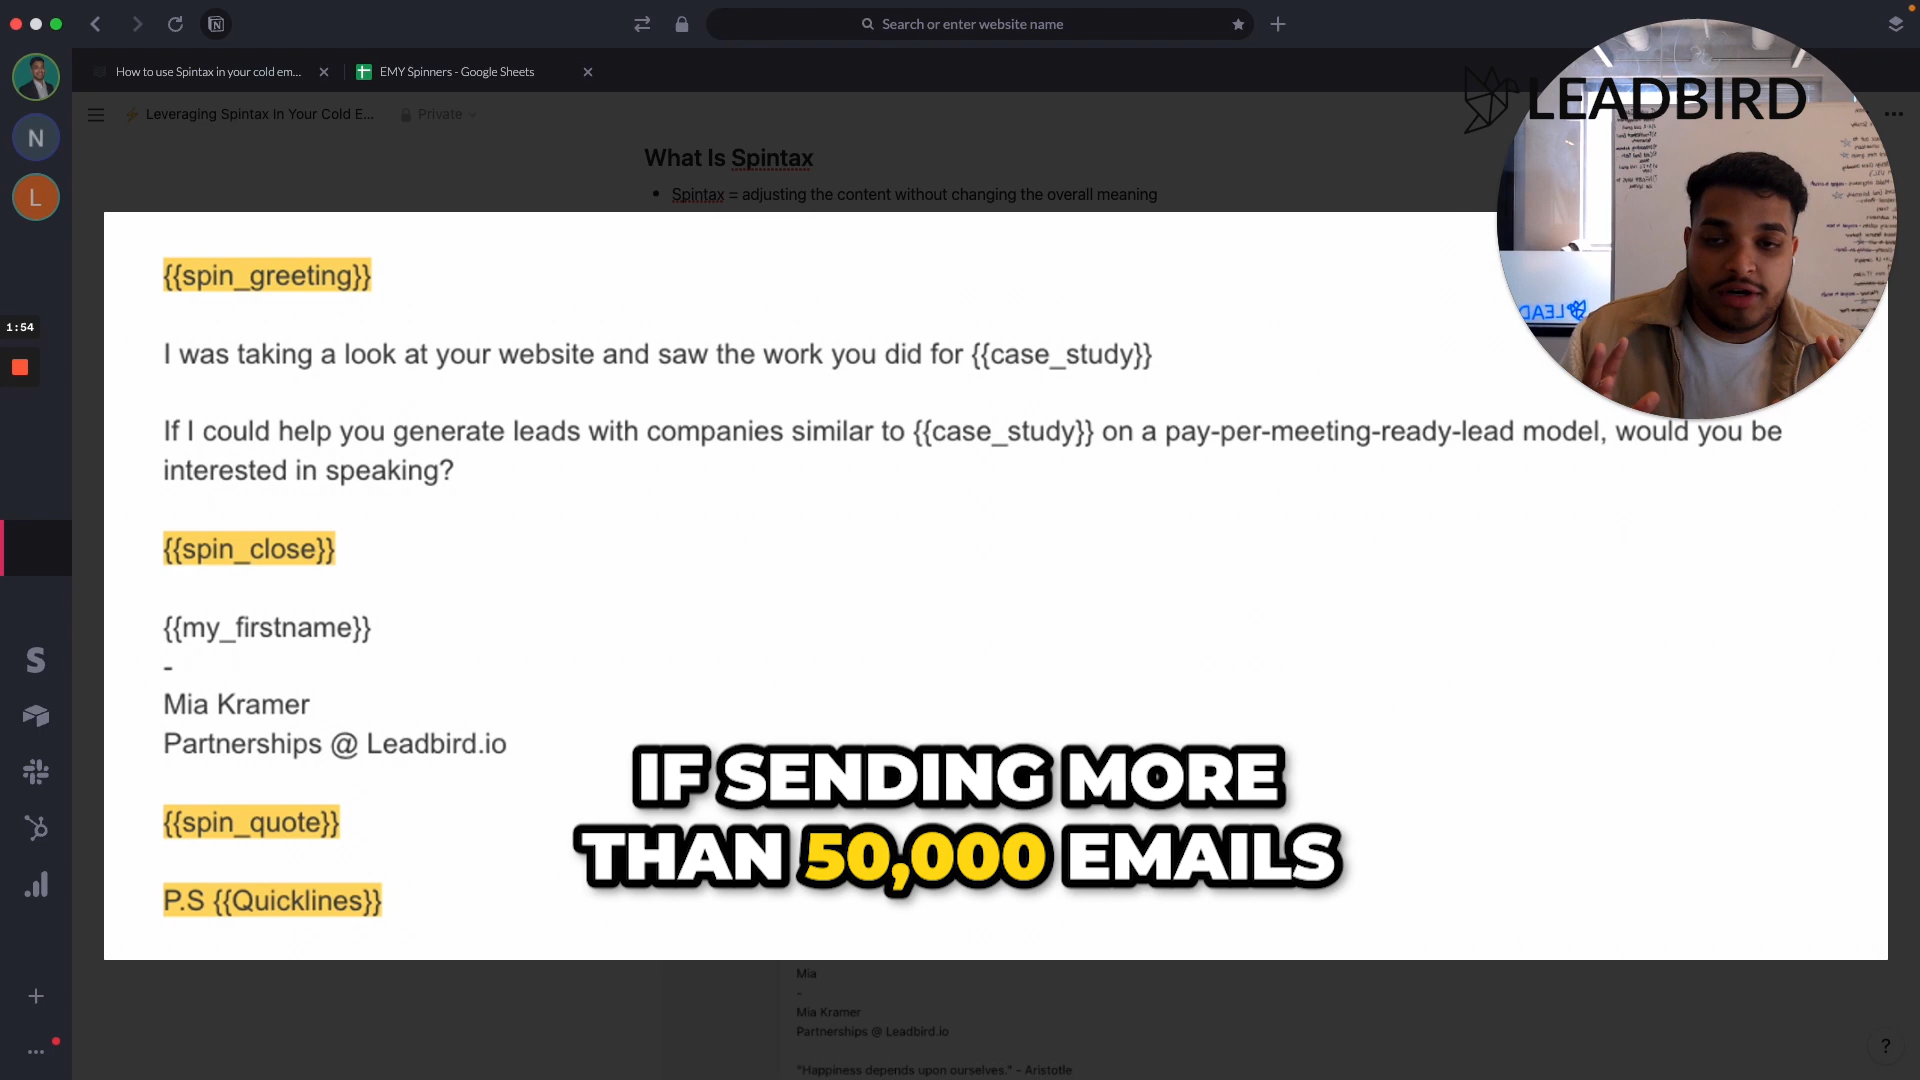 Search or enter website name
How to use Spintax in your cold em...
EMY Spinners - Google Sheets
Leveraging Spintax In Your Cold E...
Private
LEADBIRD
What Is Spintax
Spintax = adjusting the content without changing the overall meaning
N
L
1:54
{{spin_greeting}}
I was taking a look at your website and saw the work you did for {{case_study}}
If I could help you generate leads with companies similar to {{case_study}} on a pay-per-meeting-ready-lead model, would you be
interested in speaking?
{{spin_close}}
{{my_firstname}}
-
Mia Kramer
Partnerships @ Leadbird.io
{{spin_quote}}
P.S {{Quicklines}}
IF SENDING MORE
THAN 50,000 EMAILS
Mia
-
Mia Kramer
Partnerships @ Leadbird.io
"Happiness depends upon ourselves." - Aristotle
?